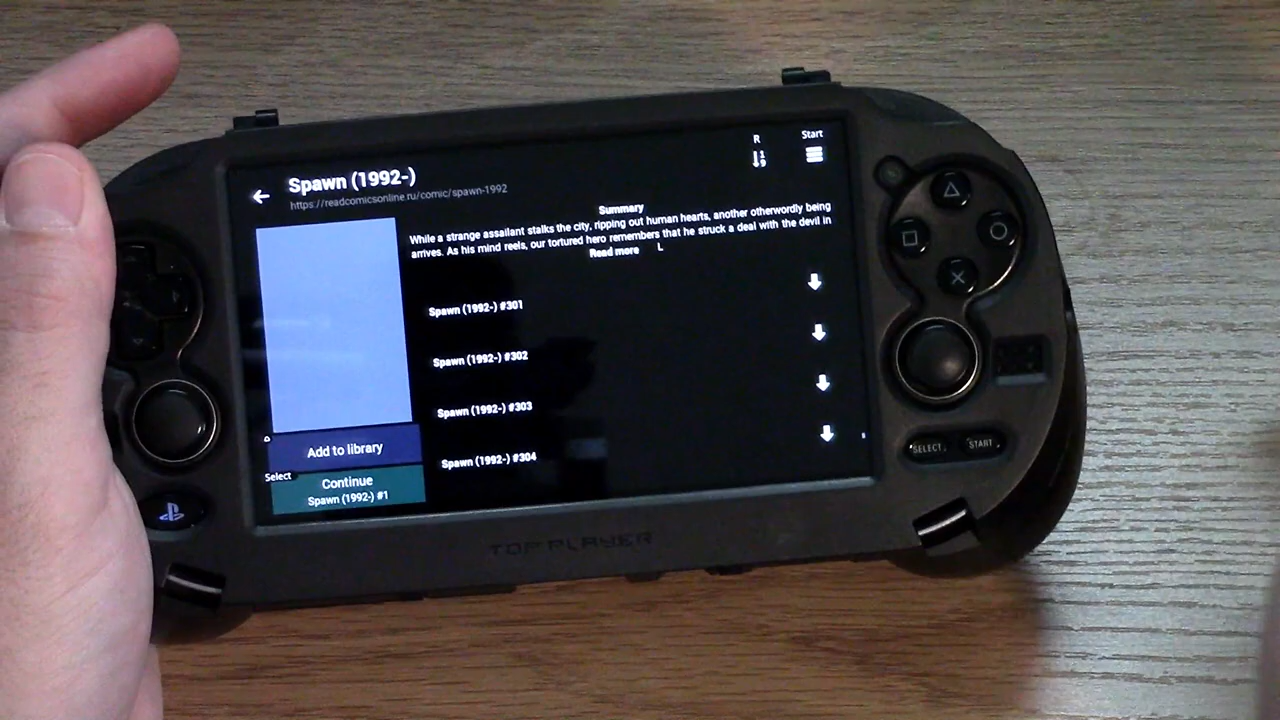 R
Start
Spawn (1992-)
https://readcomicsonline.ru/comic/spawn-1992
Summary
While a strange assailant stalks the city, ripping out human hearts, another otherwordly being
arrives. As his mind reels, our tortured hero remembers that he struck a deal with the devil in
Read more L
Spawn (1992-) #301
Spawn (1992-) #302
Spawn (1992-) #303
Spawn (1992-) #304
Add to library
Select
Continue
Spawn (1992-) #1
SELECT
START
TOP PLAYER